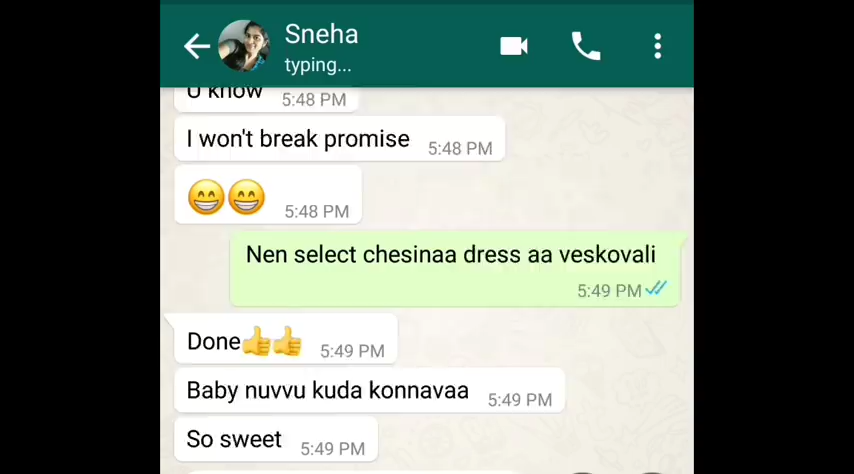 Sneha
typing...
U know 5:48 PM
I won't break promise 5:48 PM
😁😁 5:48 PM
Nen select chesinaa dress aa veskovali
5:49 PM
Done👍👍 5:49 PM
Baby nuvvu kuda konnavaa 5:49 PM
So sweet 5:49 PM